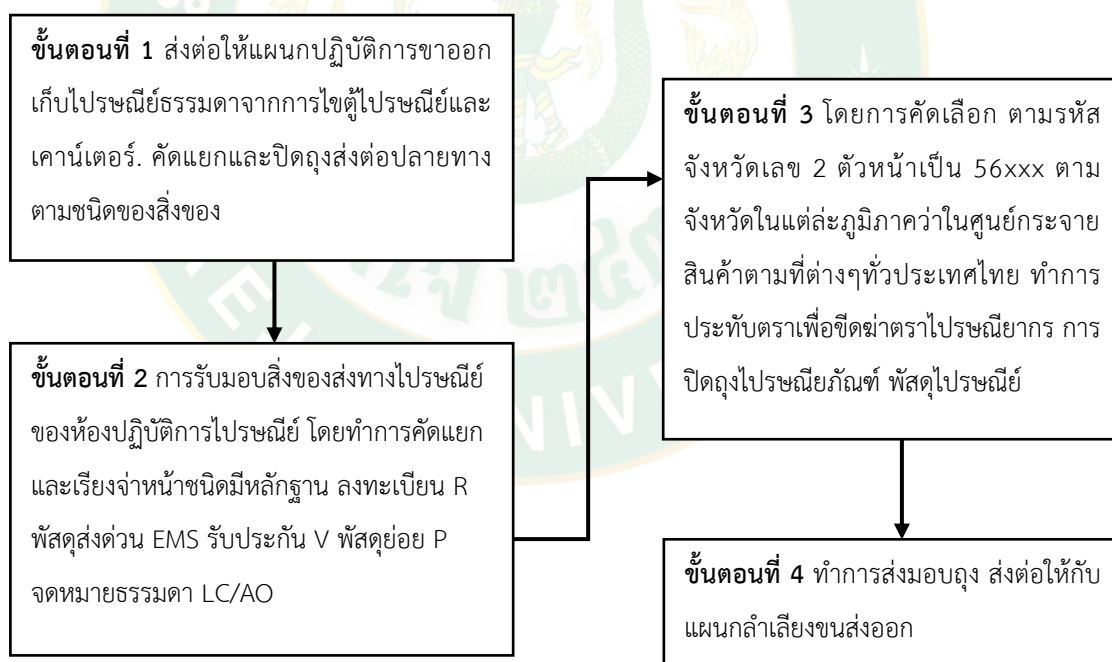 ขั้นตอนที่ 1 ส่งต่อให้แผนกปฏิบัติการขาออก
เก็บไปรษณีย์ธรรมดาจากการไขตู้ไปรษณีย์และ
เคาน์เตอร์. คัดแยกและปิดถุงส่งต่อปลายทาง
ตามชนิดของสิ่งของ
ขั้นตอนที่ 2 การรับมอบสิ่งของส่งทางไปรษณีย์
ของห้องปฏิบัติการไปรษณีย์ โดยทำการคัดแยก
และเรียงจ่าหน้าชนิดมีหลักฐาน ลงทะเบียน R
พัสดุส่งด่วน EMS รับประกัน V พัสดุย่อย P
จดหมายธรรมดา LC/AO
ขั้นตอนที่ 3 โดยการคัดเลือก ตามรหัส
จังหวัดเลข 2 ตัวหน้าเป็น 56xxx ตาม
จังหวัดในแต่ล่ะภูมิภาคว่าในศูนย์กระจาย
สินค้าตามที่ต่างๆทั่วประเทศไทย ทำการ
ประทับตราเพื่อขีดฆ่าตราไปรษณียากร การ
ปิดถุงไปรษณียภัณฑ์ พัสดุไปรษณีย์
ขั้นตอนที่ 4 ทำการส่งมอบถุง ส่งต่อให้กับ
แผนกลำเลียงขนส่งออก